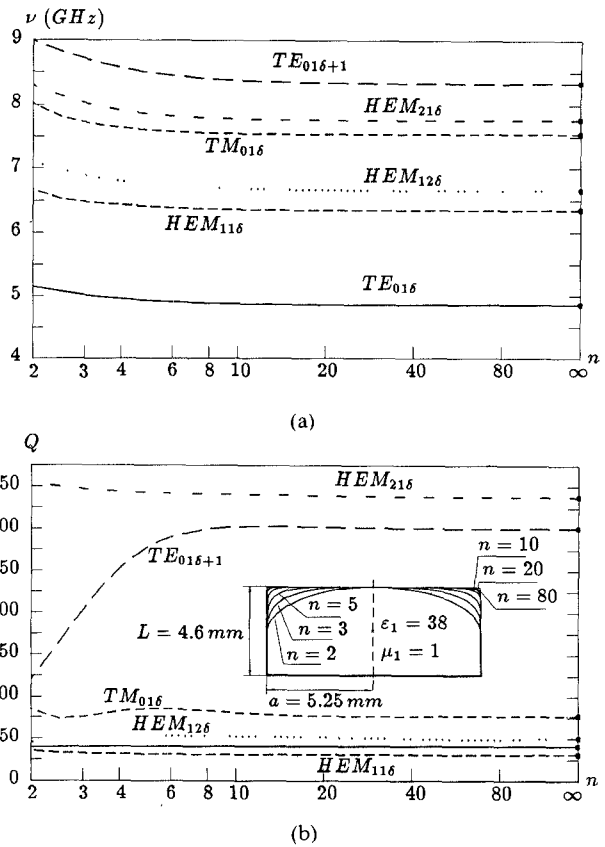 ν (GHz)
9
TE₀₁δ₊₁
8
HEM₂₁δ
TM₀₁δ
7
HEM₁₂δ
6
HEM₁₁δ
TE₀₁δ
5
4
2 3 4 6 8 10 20 40 80 ∞ n
(a)
Q
50
HEM₂₁δ
00
TE₀₁δ₊₁
n = 10
n = 20
n = 80
50
n = 5
n = 3
n = 2
ε₁ = 38
μ₁ = 1
00
L = 4.6 mm
50
a = 5.25 mm
00
TM₀₁δ
HEM₁₂δ
50
HEM₁₁δ
0
2 3 4 6 8 10 20 40 80 ∞ n
(b)